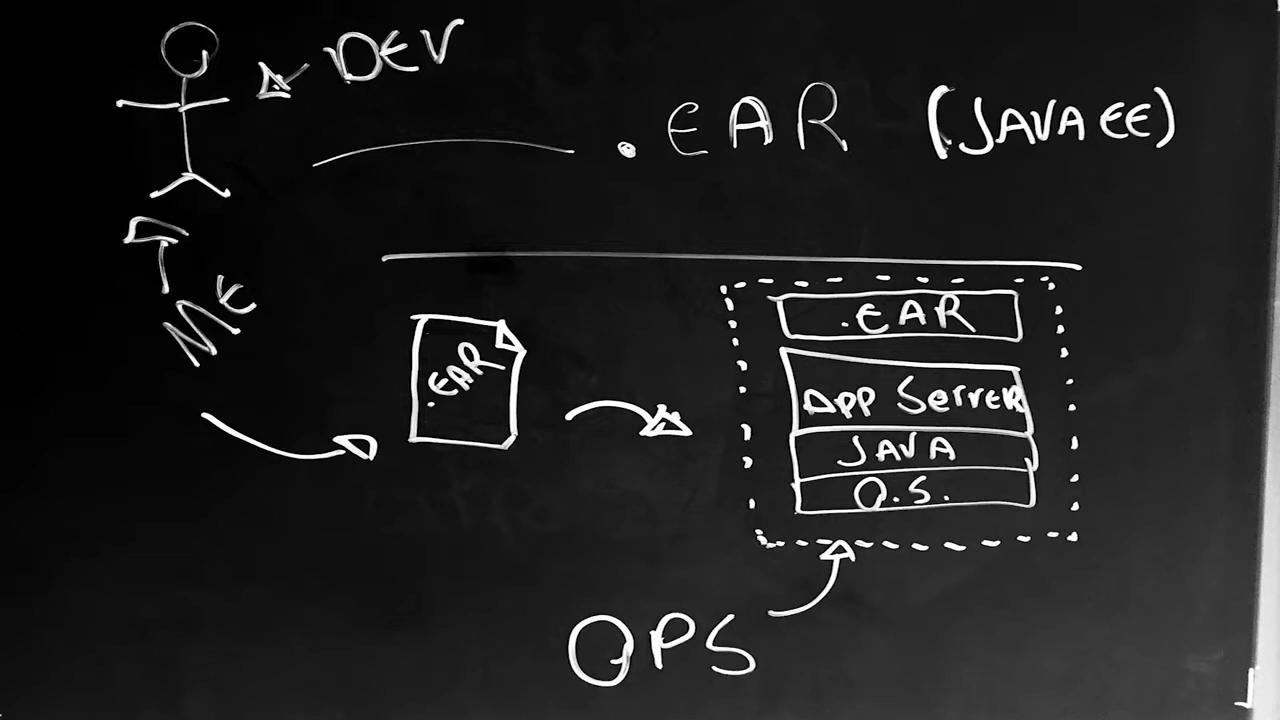 DEV
.EAR (JAVA EE)
ME
.EAR
.EAR
App Server
JAVA
O.S.
OPS